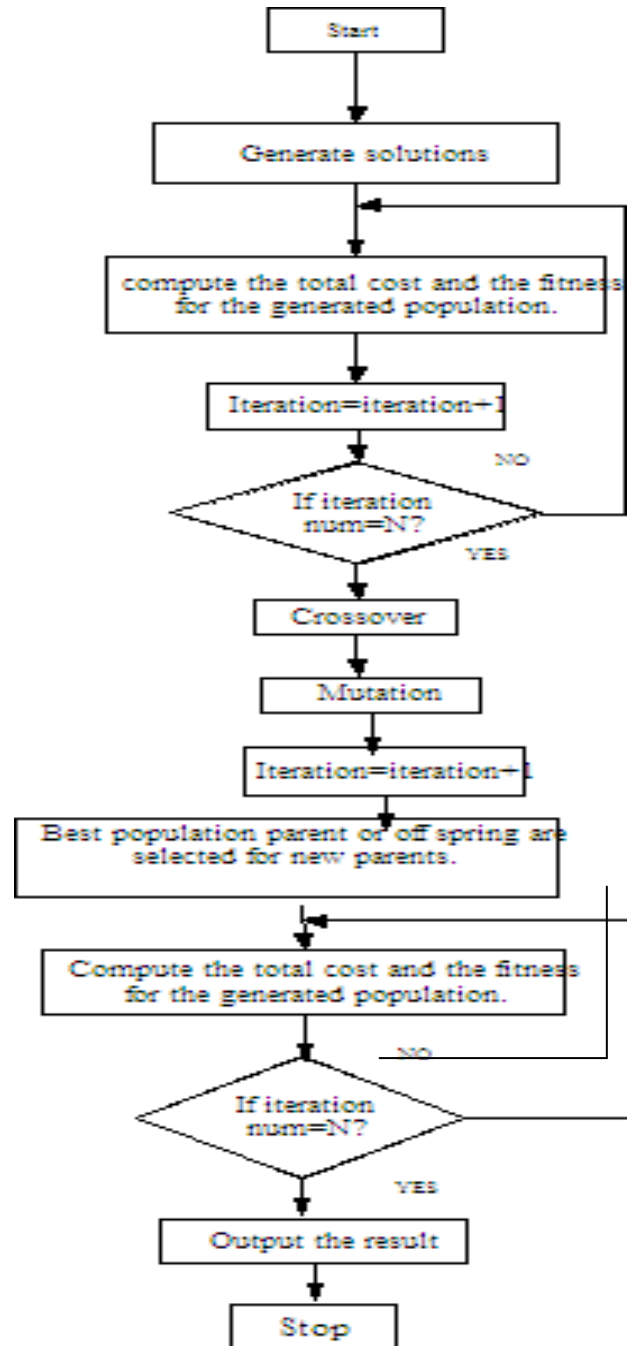 Start
Generate solutions
compute the total cost and the fitness
for the generated population.
Iteration=iteration+1
NO
If iteration
num=N?
YES
Crossover
Mutation
Iteration=iteration+1
Best population parent or off spring are
selected for new parents.
Compute the total cost and the fitness
for the generated population.
NO
If iteration
num=N?
YES
Output the result
Stop